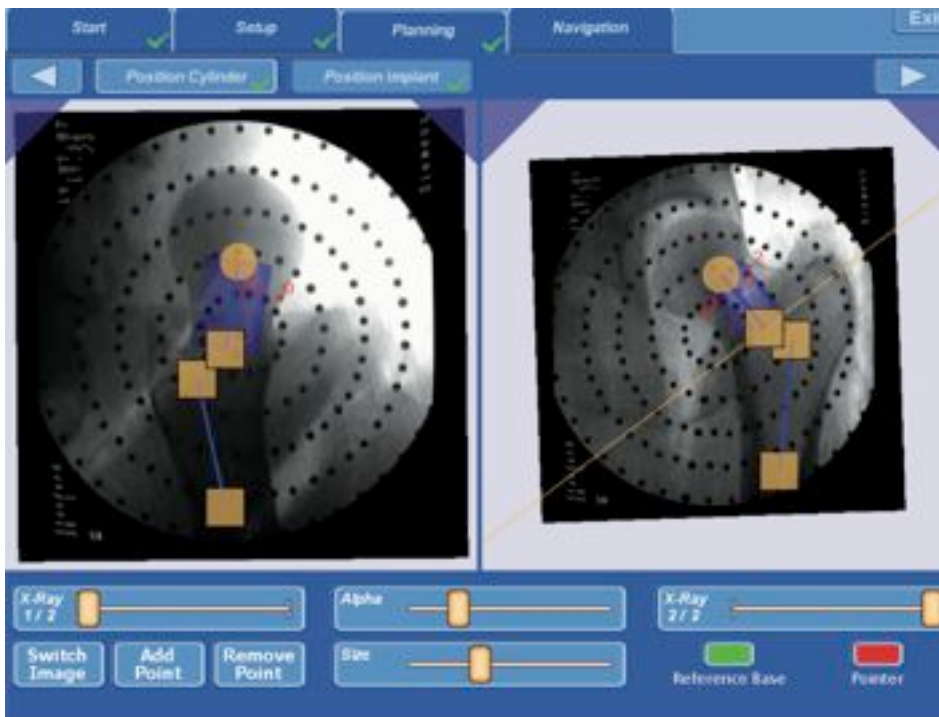 Start
Setup
Planning
Navigation
Exit
Position Cylinder
Position Implant
X-Ray
1 / 2
Alpha
X-Ray
2 / 2
Switch
Image
Add
Point
Remove
Point
Size
Reference Base
Pointer